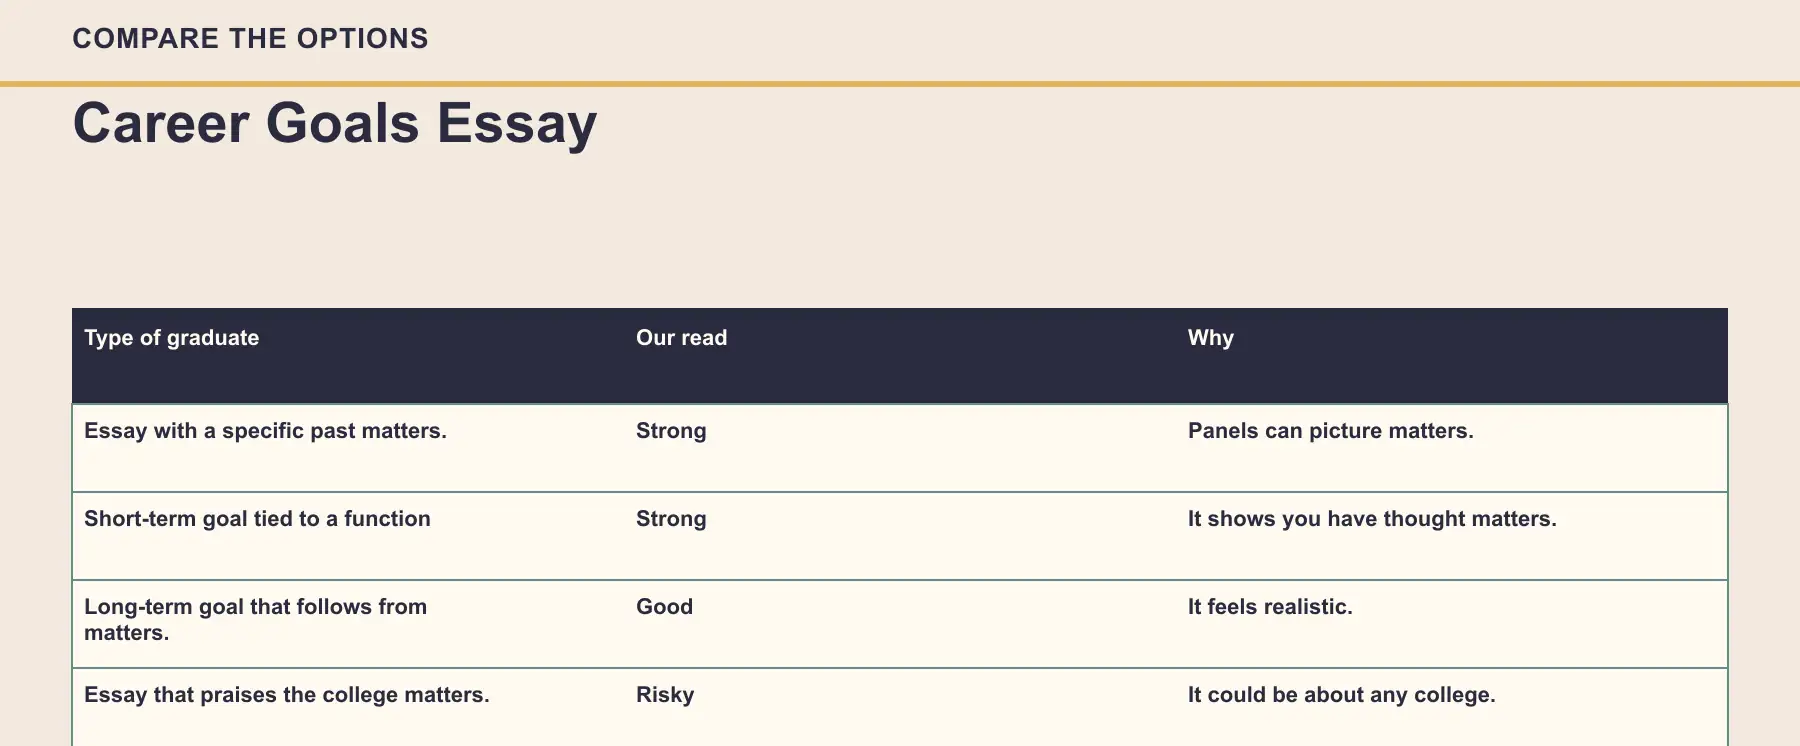 COMPARE THE OPTIONS
Career Goals Essay
Type of graduate Our read Why
Essay with a specific past matters. Strong Panels can picture matters.
Short-term goal tied to a function Strong It shows you have thought matters.
Long-term goal that follows from Good It feels realistic.
matters.
Essay that praises the college matters. Risky It could be about any college.